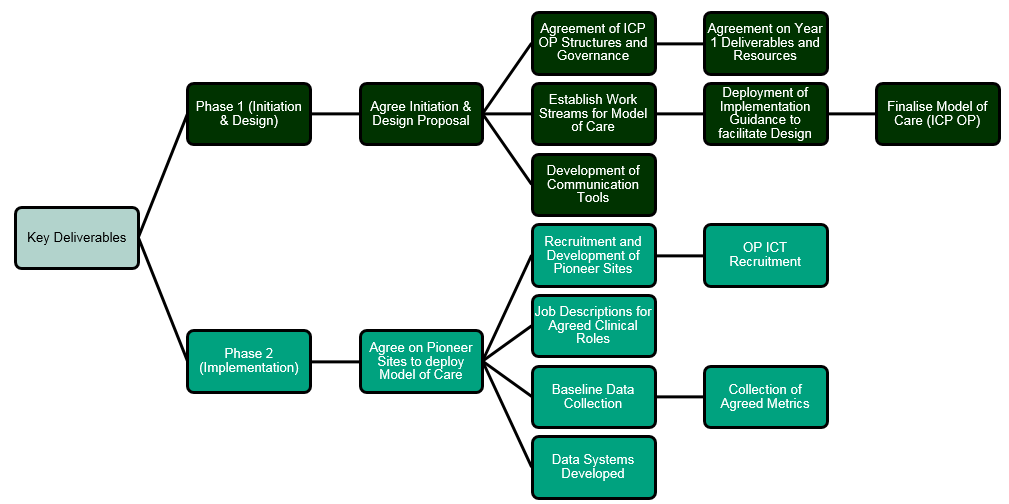 Key Deliverables
Phase 1 (Initiation
& Design)
Agree Initiation &
Design Proposal
Agreement of ICP
OP Structures and
Governance
Agreement on Year
1 Deliverables and
Resources
Establish Work
Streams for Model
of Care
Deployment of
Implementation
Guidance to
facilitate Design
Finalise Model of
Care (ICP OP)
Development of
Communication
Tools
Phase 2
(Implementation)
Agree on Pioneer
Sites to deploy
Model of Care
Recruitment and
Development of
Pioneer Sites
OP ICT
Recruitment
Job Descriptions for
Agreed Clinical
Roles
Baseline Data
Collection
Collection of
Agreed Metrics
Data Systems
Developed